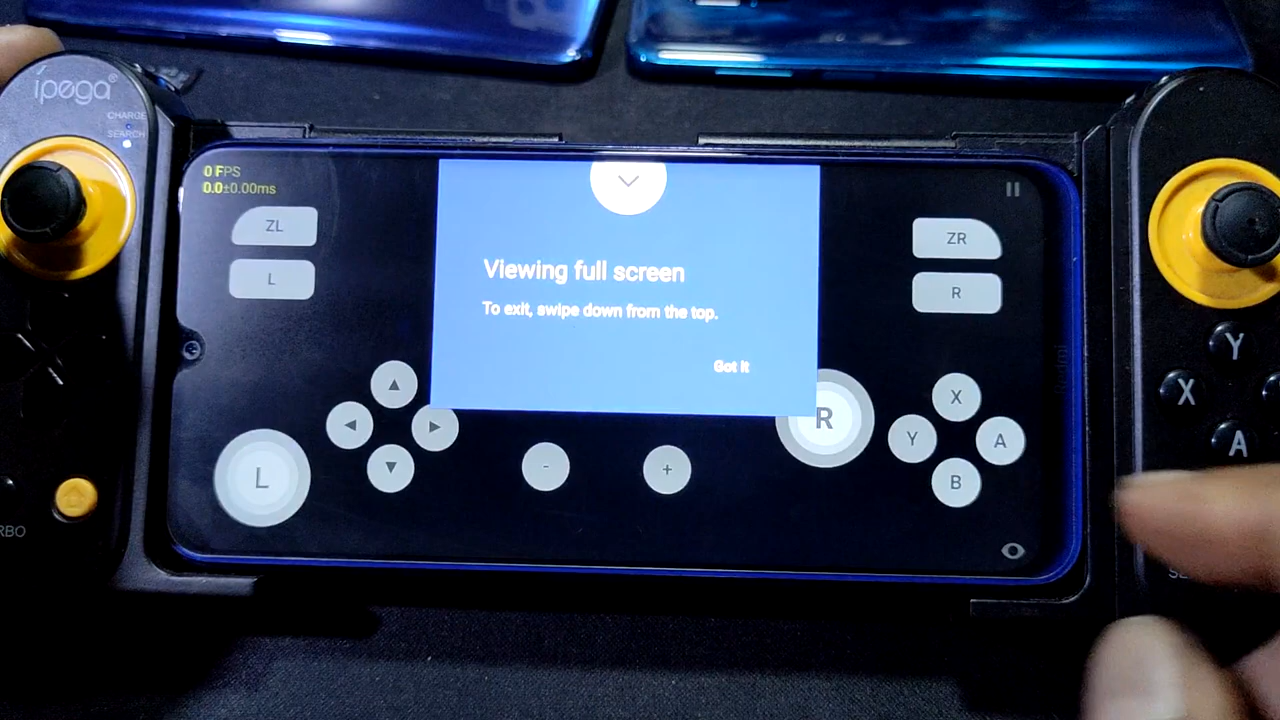 ípega®
CHARGE
SEARCH
0 FPS
0.0±0.00ms
ZL
L
Viewing full screen
To exit, swipe down from the top.
Got it
ZR
R
L
-
+
R
X
Y
A
B
Y
X
A
RBO